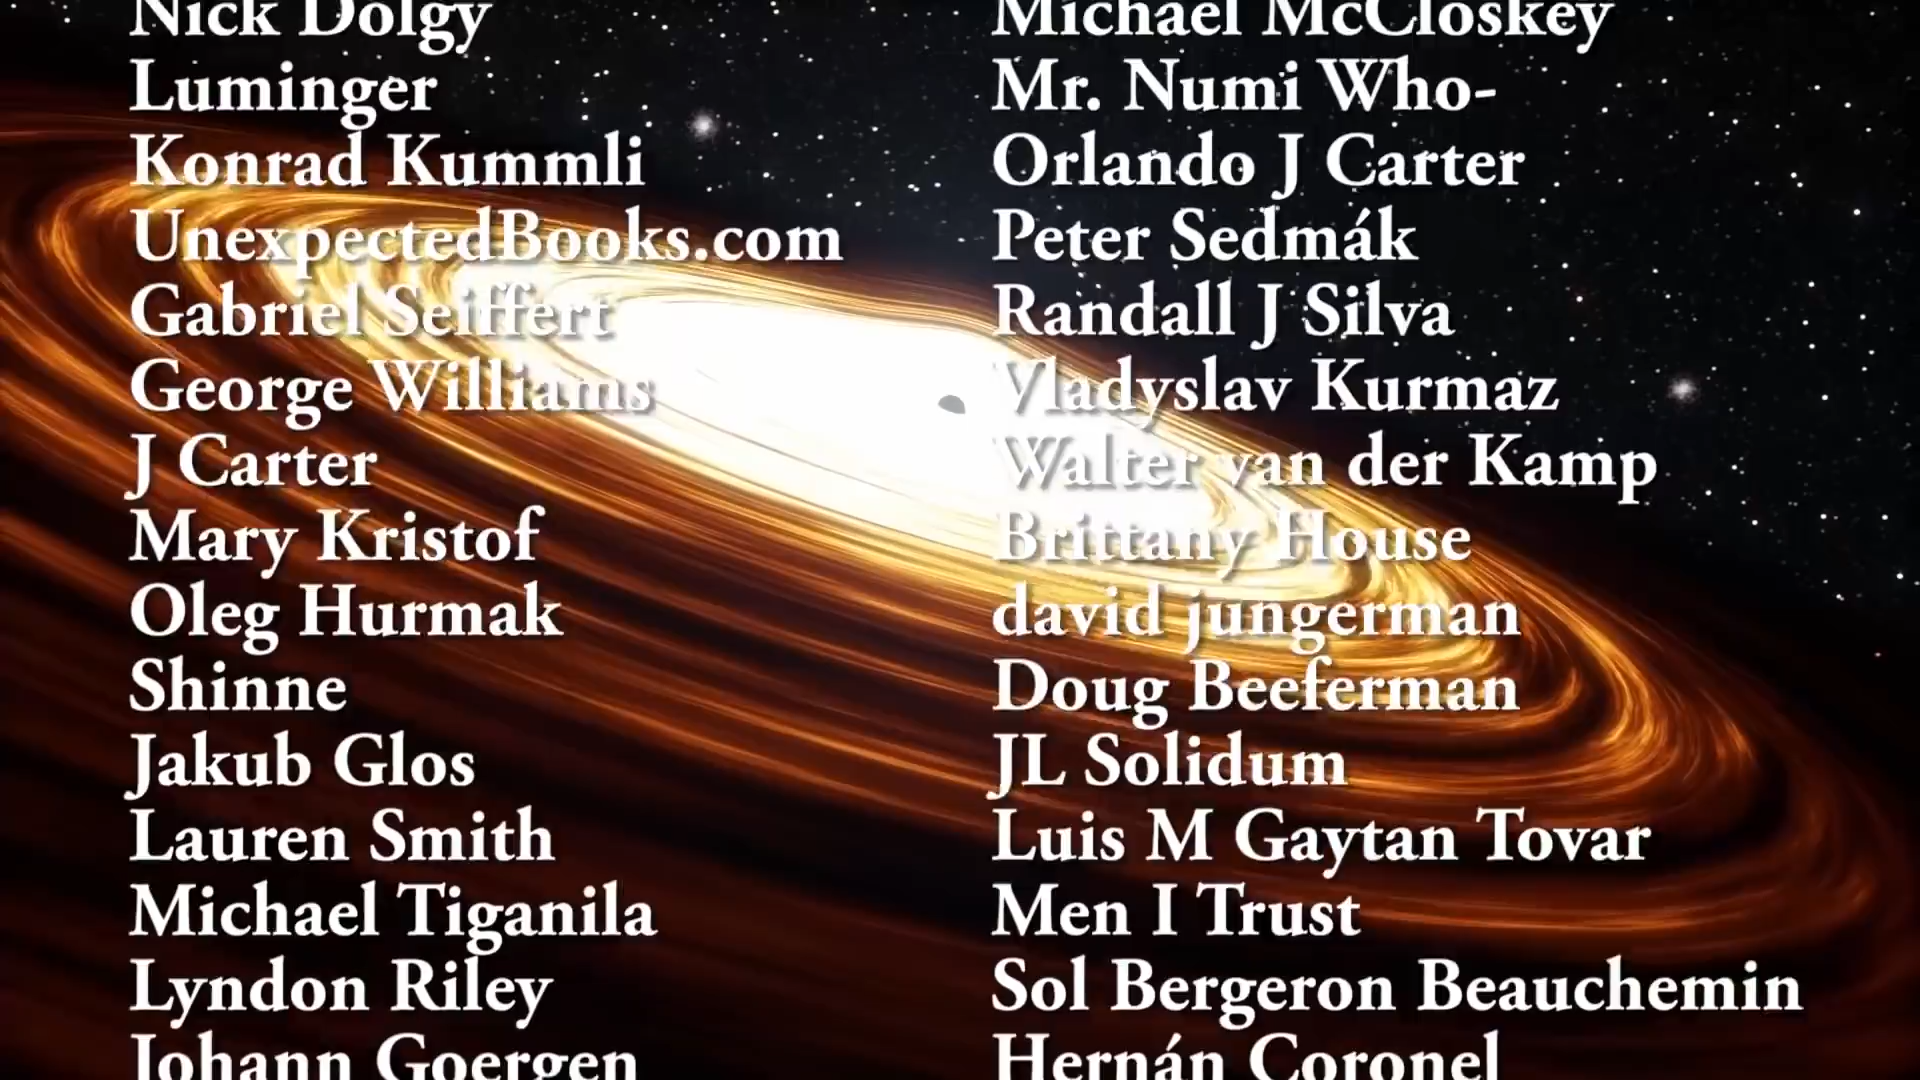 Nick Dolgy
Luminger
Konrad Kummli
UnexpectedBooks.com
Gabriel Seiffert
George Williams
J Carter
Mary Kristof
Oleg Hurmak
Shinne
Jakub Glos
Lauren Smith
Michael Tiganila
Lyndon Riley
Johann Goergen
Michael McCloskey
Mr. Numi Who-
Orlando J Carter
Peter Sedmák
Randall J Silva
Vladyslav Kurmaz
Walter van der Kamp
Brittany House
david jungerman
Doug Beeferman
JL Solidum
Luis M Gaytan Tovar
Men I Trust
Sol Bergeron Beauchemin
Hernán Coronel